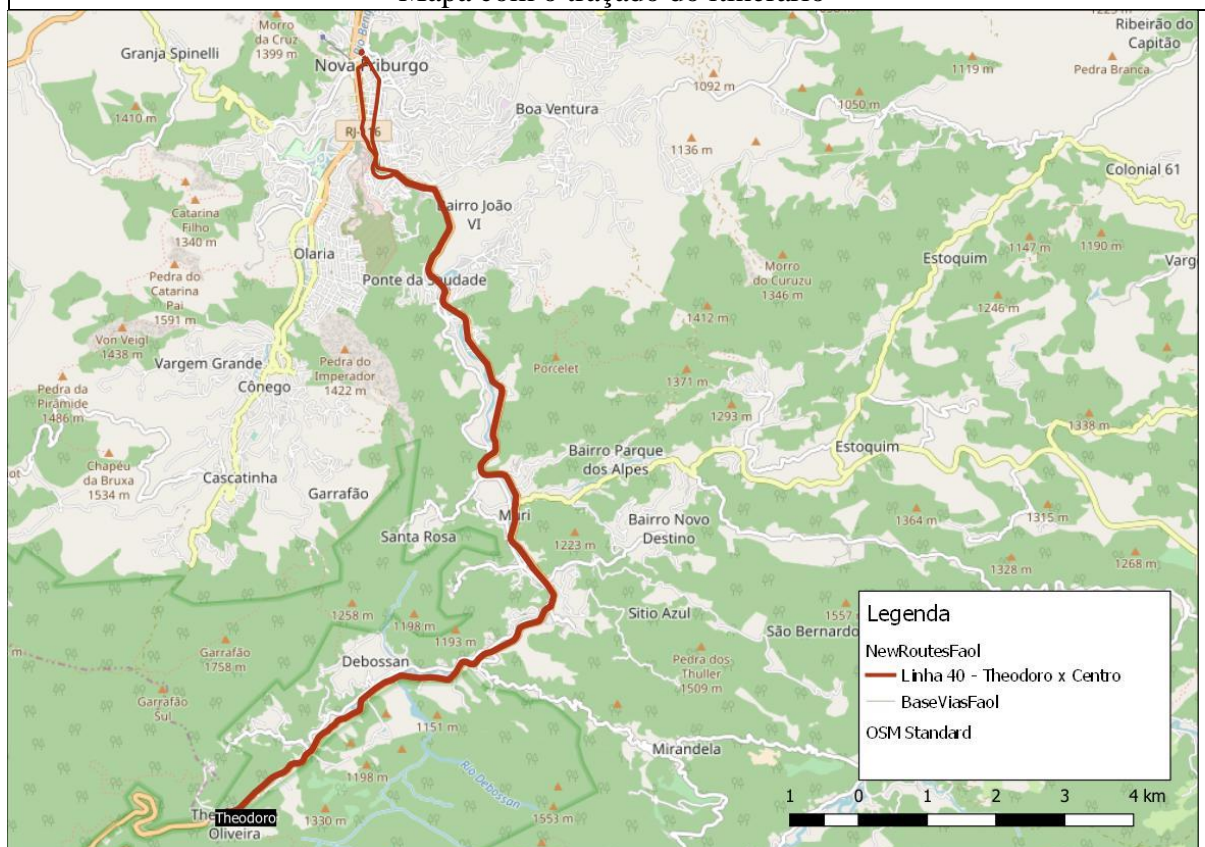 Mapa com o traçado do itinerário
Morro
da Cruz
1399 m
Granja Spinelli
Nova Friburgo
Ribeirão do
Capitão
1119 m
Pedra Branca
1092 m
1050 m
1410 m
Boa Ventura
RJ-116
1136 m
Colonial 61
Catarina
Filho
1340 m
Bairro João
VI
Olaria
Ponte da Saudade
1147 m
1190 m
Estoquim
Morro
do Curuzu
1346 m
Pedra do
Catarina
Pai
1591 m
1246 m
1412 m
Von Veigl
1438 m
Vargem Grande
Pedra do
Imperador
1422 m
Porcelet
1371 m
Cônego
Pedra da
Pirâmide
1486 m
1293 m
1338 m
Chapéu
da Bruxa
1534 m
Cascatinha
Garrafão
Bairro Parque
dos Alpes
Estoquim
Muri
1364 m
1315 m
Santa Rosa
1223 m
Bairro Novo
Destino
1328 m
1268 m
1258 m
1198 m
1193 m
Sitio Azul
1557
São Bernardo
Garrafão
1758 m
Debossan
Pedra dos
Thuller
1509 m
Garrafão
Sul
1151 m
Mirandela
1198 m
Rio Debossan
Theodoro
Oliveira
1330 m
1553 m
Legenda
NewRoutesFaol
Linha 40 - Theodoro x Centro
BaseViasFaol
OSM Standard
1 0 1 2 3 4 km